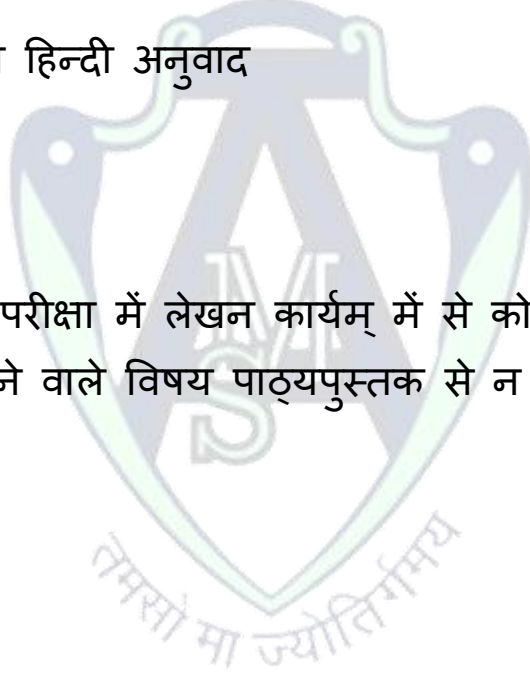 हिन्दी अनुवाद
परीक्षा में लेखन कार्यम् में से
वाले विषय पाठ्यपुस्तक से न
A
M
S
तमसो मा ज्योतिर्गमय